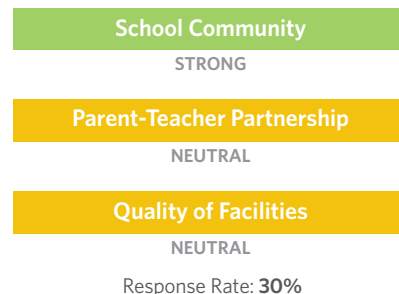 School Community
STRONG
Parent-Teacher Partnership
NEUTRAL
Quality of Facilities
NEUTRAL
Response Rate: 30%